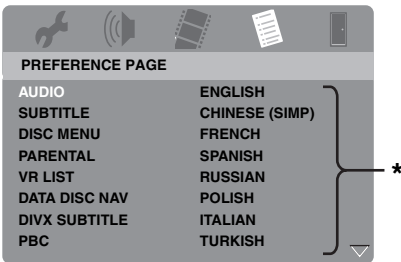 PREFERENCE PAGE
AUDIO ENGLISH
SUBTITLE CHINESE (SIMP)
DISC MENU FRENCH
PARENTAL SPANISH
VR LIST RUSSIAN
DATA DISC NAV POLISH
DIVX SUBTITLE ITALIAN
PBC TURKISH
*